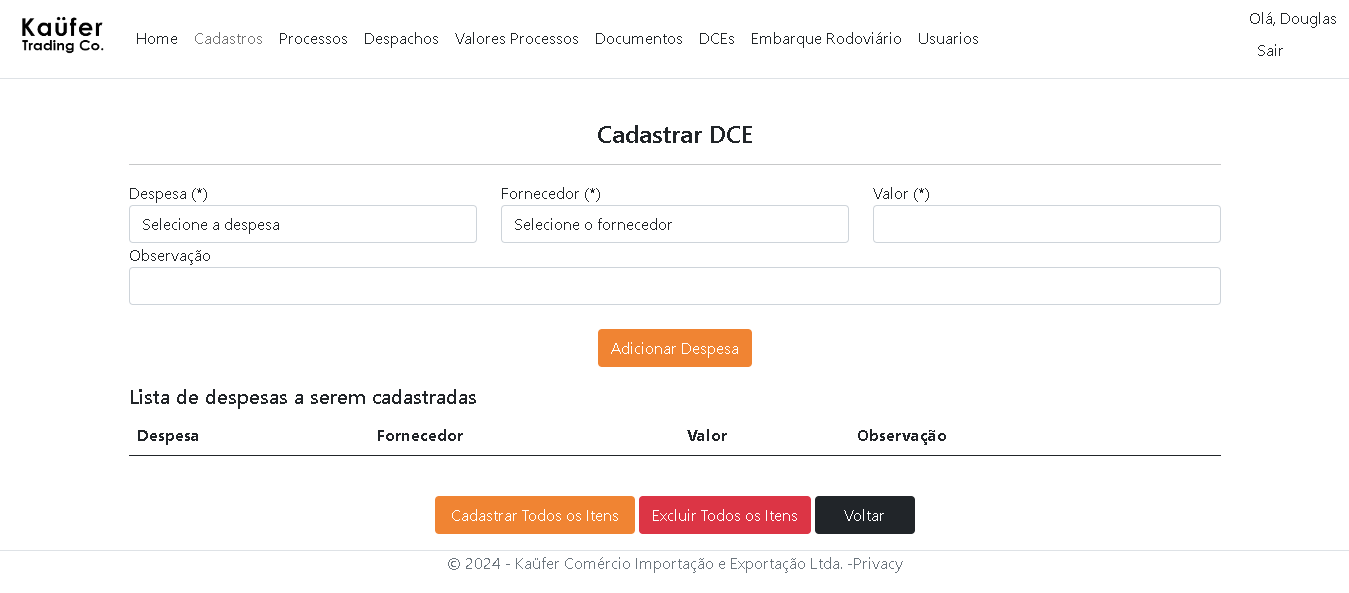 Kaüfer
Trading Co.
Home Cadastros Processos Despachos Valores Processos Documentos DCEs Embarque Rodoviário Usuarios
Olá, Douglas
Sair
Cadastrar DCE
Despesa (*) Fornecedor (*) Valor (*)
Selecione a despesa Selecione o fornecedor
Observação
Adicionar Despesa
Lista de despesas a serem cadastradas
Despesa Fornecedor Valor Observação
Cadastrar Todos os Itens Excluir Todos os Itens Voltar
© 2024 - Kaüfer Comércio Importação e Exportação Ltda. -Privacy